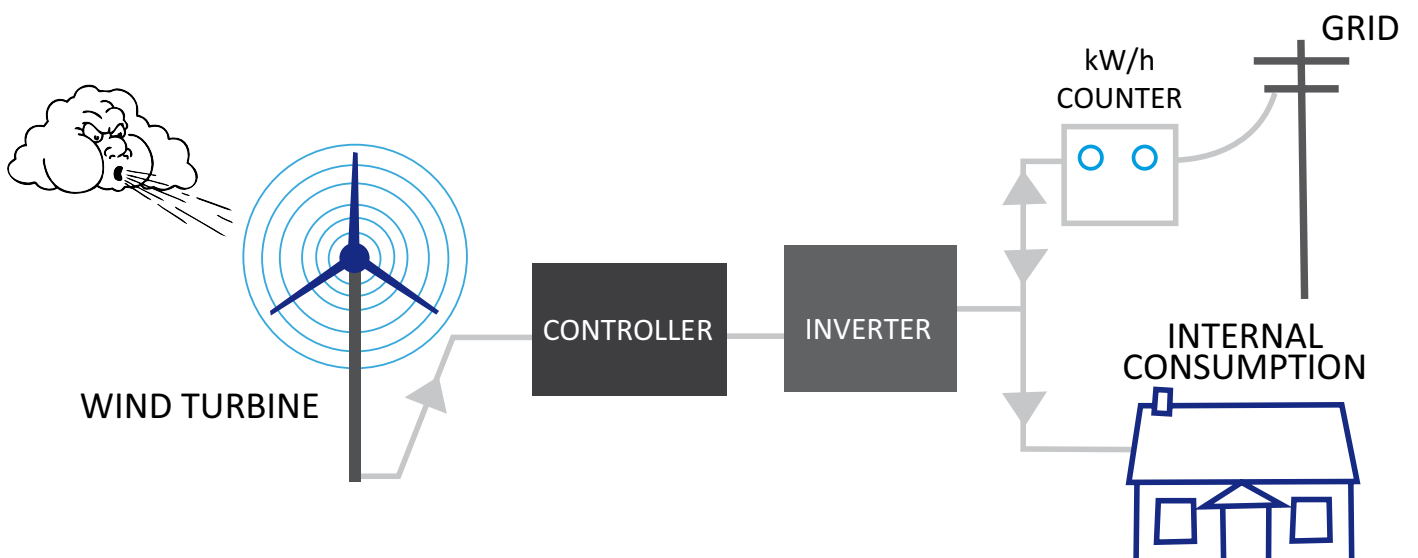 GRID
kW/h
COUNTER
CONTROLLER
INVERTER
INTERNAL
CONSUMPTION
WIND TURBINE